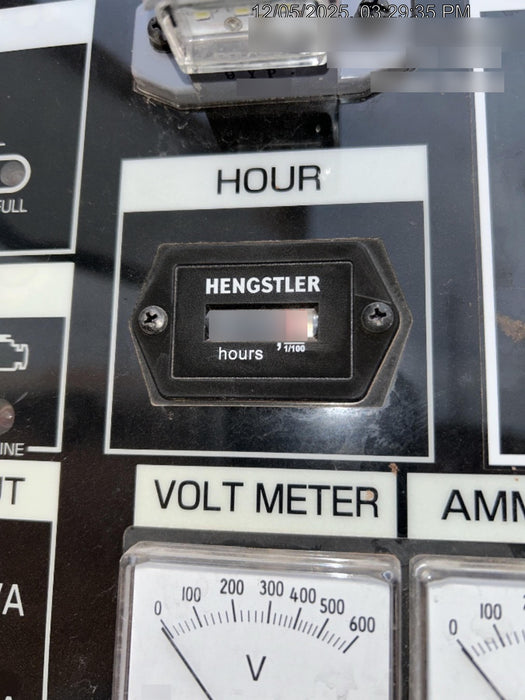 12/05/2025, 03:29:35 PM
HOUR
FULL
HENGSTLER
hours , 1/100
INE
UT
VOLT METER
AMM
0 100 200 300 400 500 600
0 100
V
VA
A